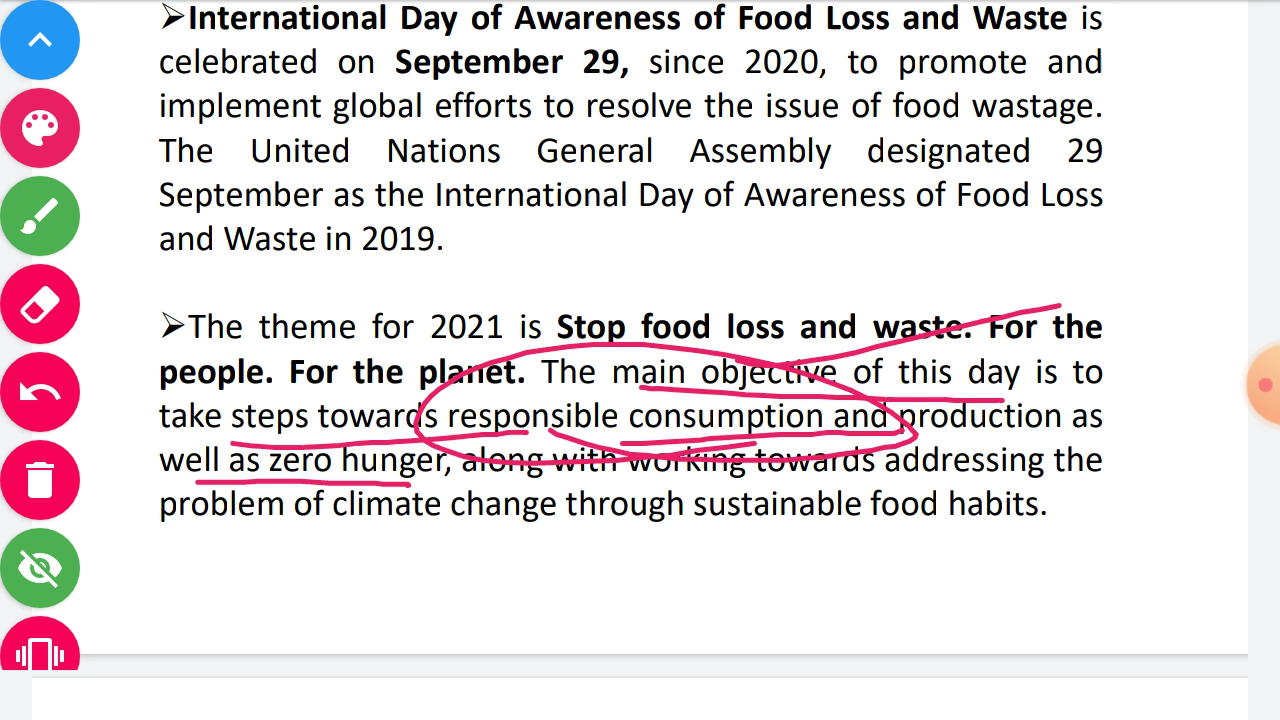 ➢International Day of Awareness of Food Loss and Waste is
celebrated on September 29, since 2020, to promote and
implement global efforts to resolve the issue of food wastage.
The United Nations General Assembly designated 29
September as the International Day of Awareness of Food Loss
and Waste in 2019.
➢The theme for 2021 is Stop food loss and waste. For the
people. For the planet. The main objective of this day is to
take steps towards responsible consumption and production as
well as zero hunger, along with working towards addressing the
problem of climate change through sustainable food habits.